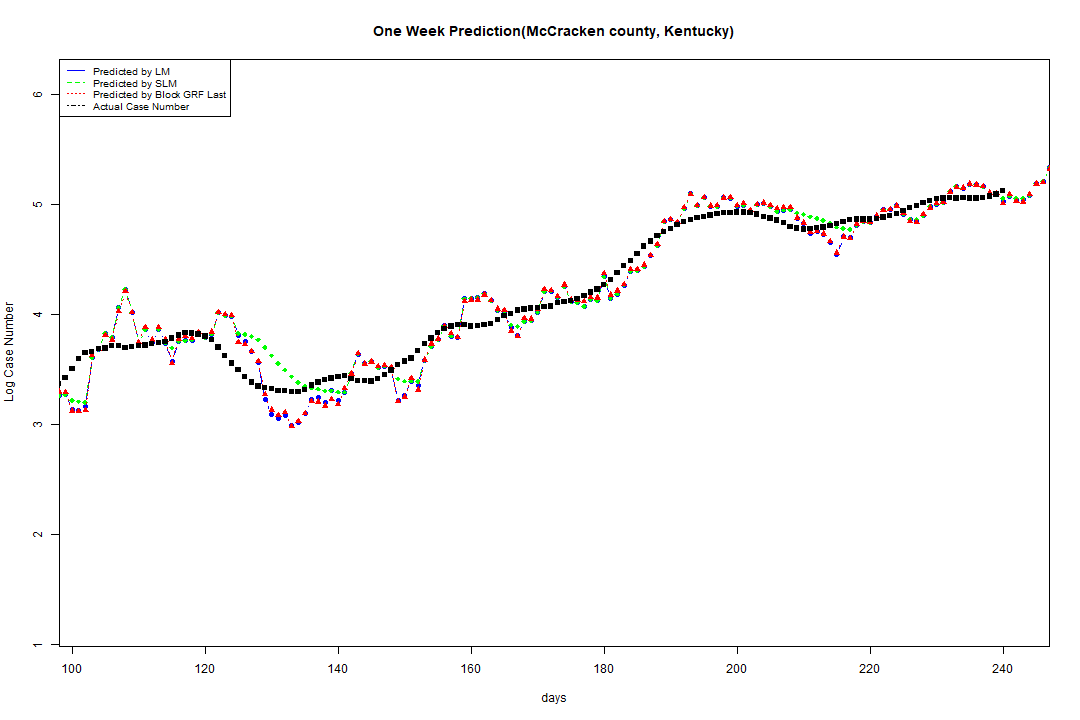 One Week Prediction(McCracken county, Kentucky)
Predicted by LM
Predicted by SLM
Predicted by Block GRF Last
Actual Case Number
6
5
4
3
2
1
Log Case Number
100 120 140 160 180 200 220 240
days